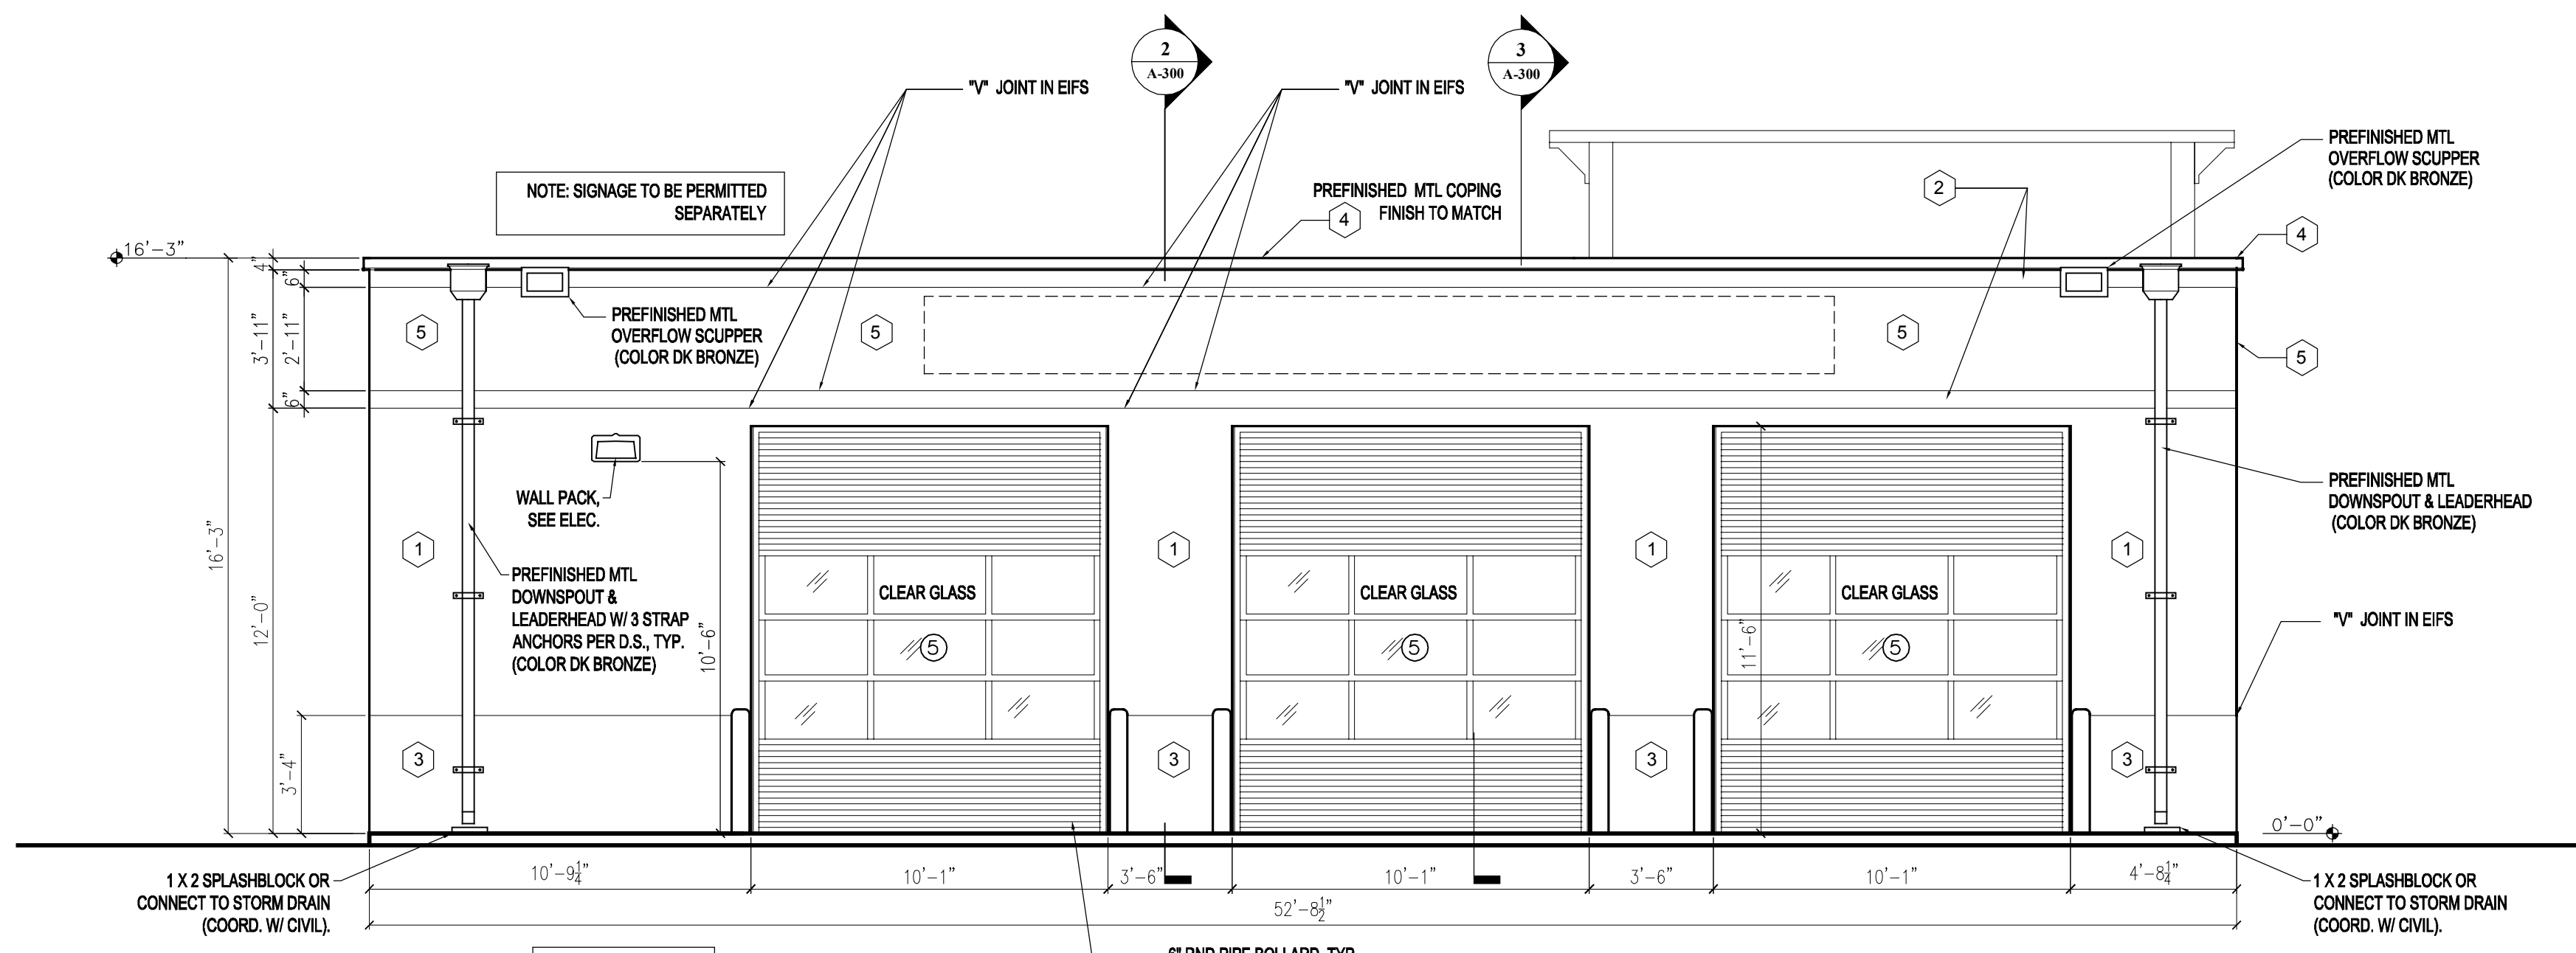 2
A-300
3
A-300
"V" JOINT IN EIFS
"V" JOINT IN EIFS
PREFINISHED MTL
OVERFLOW SCUPPER
(COLOR DK BRONZE)
NOTE: SIGNAGE TO BE PERMITTED
SEPARATELY
PREFINISHED MTL COPING
4 FINISH TO MATCH
2
4
16'-3"
4"
6"
3'-11"
2'-11"
6"
5
PREFINISHED MTL
OVERFLOW SCUPPER
(COLOR DK BRONZE)
5
5
5
WALL PACK,
SEE ELEC.
PREFINISHED MTL
DOWNSPOUT & LEADERHEAD
(COLOR DK BRONZE)
16'-3"
12'-0"
3'-4"
1
PREFINISHED MTL
DOWNSPOUT &
LEADERHEAD W/ 3 STRAP
ANCHORS PER D.S., TYP.
(COLOR DK BRONZE)
10'-6"
CLEAR GLASS
5
1
CLEAR GLASS
5
1
11'-6"
CLEAR GLASS
5
1
"V" JOINT IN EIFS
3
3
3
3
0'-0"
10'-9¼"
10'-1"
3'-6"
10'-1"
3'-6"
10'-1"
4'-8¼"
52'-8½"
1 X 2 SPLASHBLOCK OR
CONNECT TO STORM DRAIN
(COORD. W/ CIVIL).
1 X 2 SPLASHBLOCK OR
CONNECT TO STORM DRAIN
(COORD. W/ CIVIL).
6" RND PIPE BOLLARD, TYP.